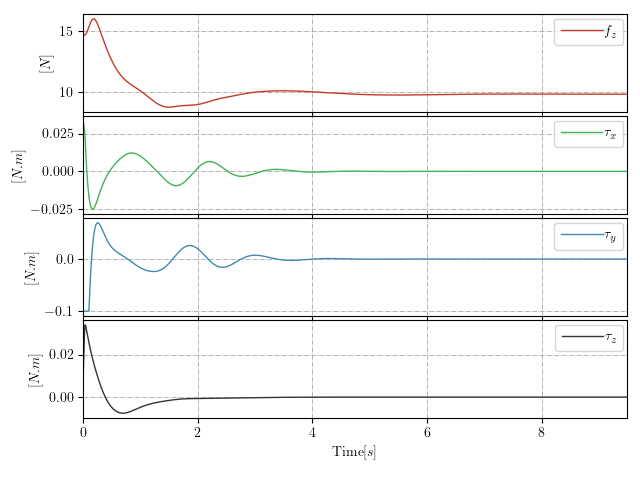 15
10
[N]
f_z
0.025
0.000
−0.025
[N.m]
τ_x
0.0
−0.1
[N.m]
τ_y
0.02
0.00
[N.m]
τ_z
0 2 4 6 8
Time[s]